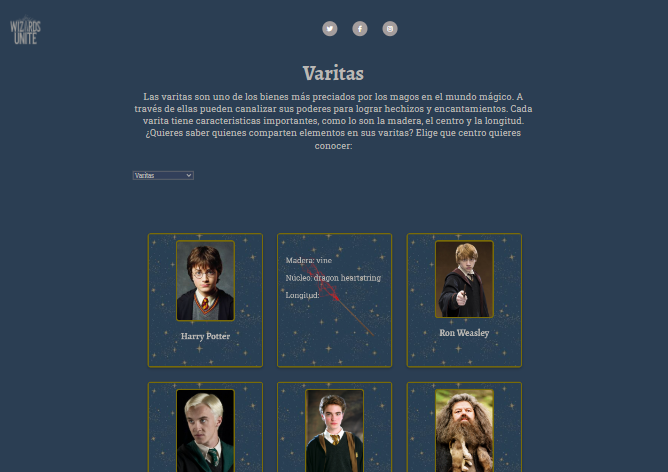 WIZARDS
UNITE
Varitas
Las varitas son uno de los bienes más preciados por los magos en el mundo mágico. A
través de ellas pueden canalizar sus poderes para lograr hechizos y encantamientos. Cada
varita tiene características importantes, como lo son la madera, el centro y la longitud.
¿Quieres saber quienes comparten elementos en sus varitas? Elige que centro quieres
conocer:
Varitas
Madera: vine
Núcleo: dragon heartstring
Longitud:
Harry Potter
Ron Weasley